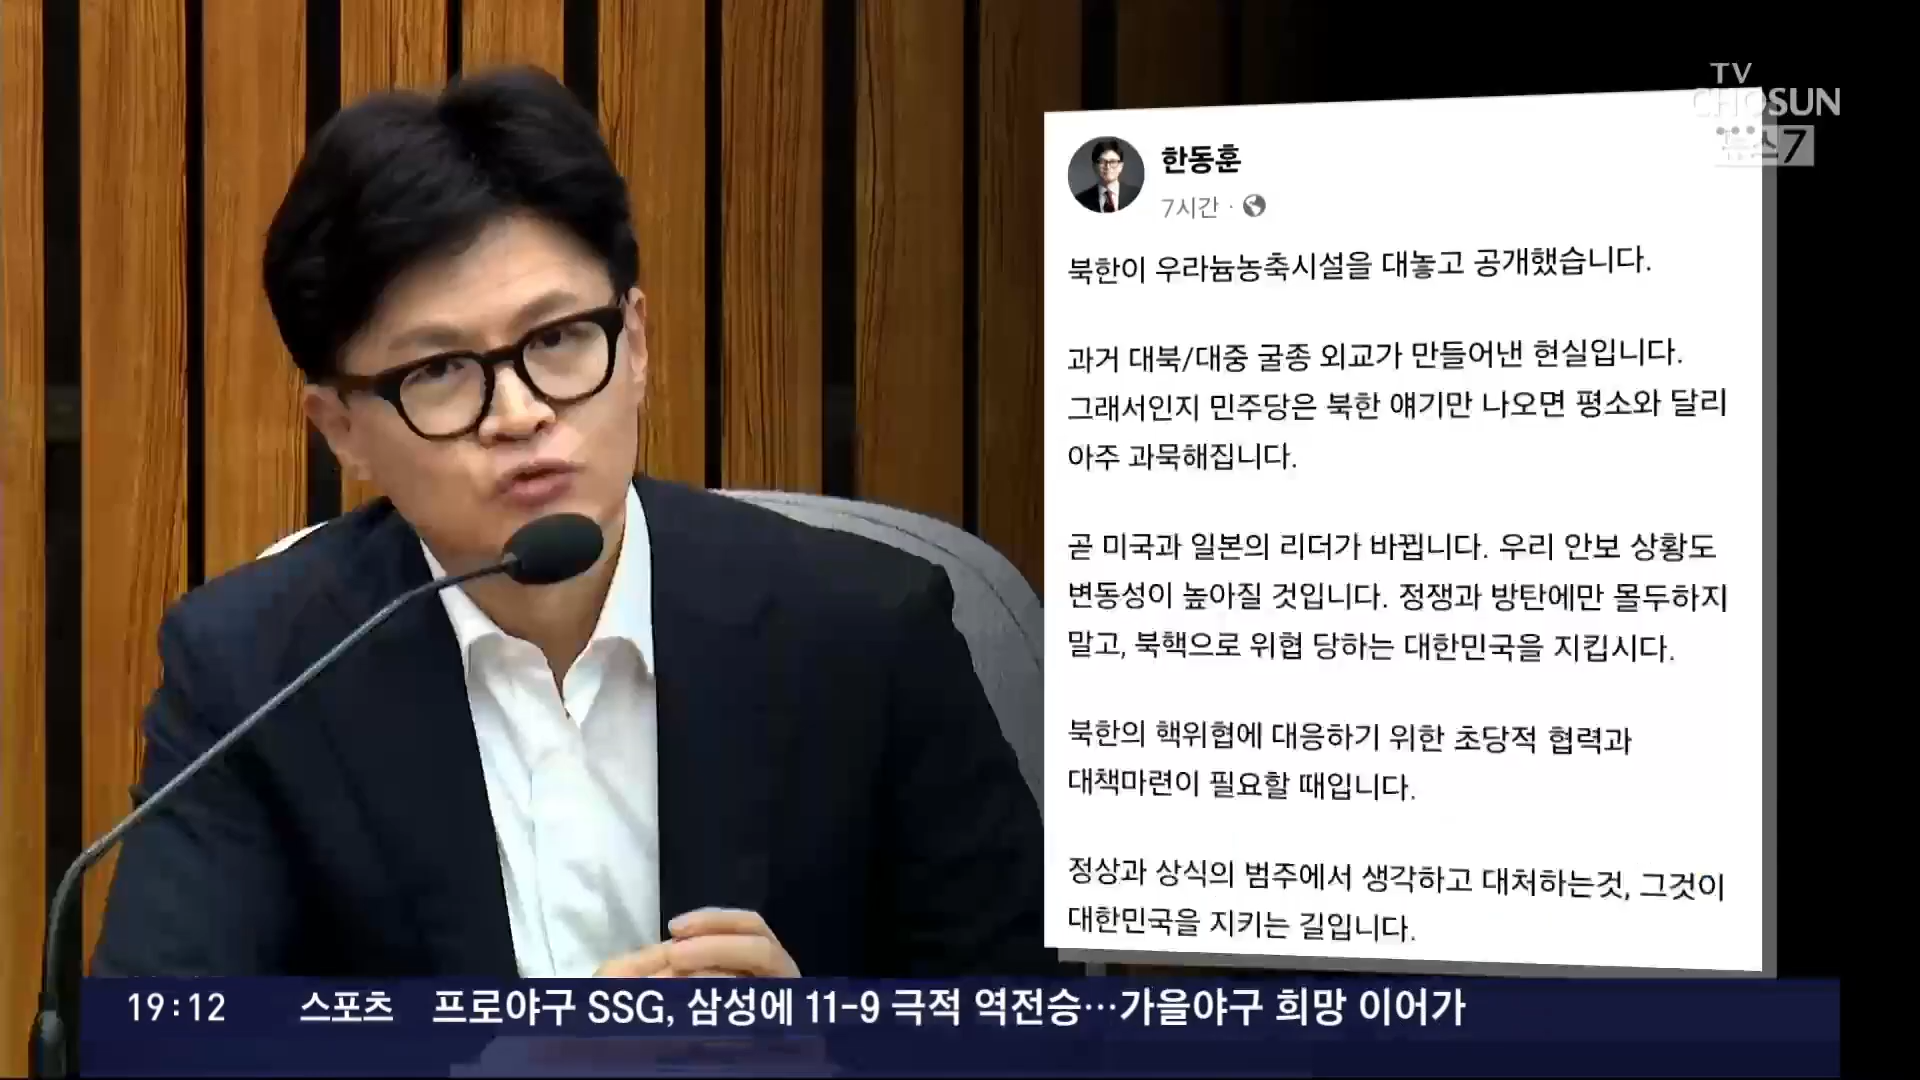 TV
CHOSUN
뉴스7
한동훈
7시간 ·
북한이 우라늄농축시설을 대놓고 공개했습니다.
과거 대북/대중 굴종 외교가 만들어낸 현실입니다.
그래서인지 민주당은 북한 얘기만 나오면 평소와 달리
아주 과묵해집니다.
곧 미국과 일본의 리더가 바뀝니다. 우리 안보 상황도
변동성이 높아질 것입니다. 정쟁과 방탄에만 몰두하지
말고, 북핵으로 위협 당하는 대한민국을 지킵시다.
북한의 핵위협에 대응하기 위한 초당적 협력과
대책마련이 필요할 때입니다.
정상과 상식의 범주에서 생각하고 대처하는것, 그것이
대한민국을 지키는 길입니다.
19:12 스포츠 프로야구 SSG, 삼성에 11-9 극적 역전승…가을야구 희망 이어가